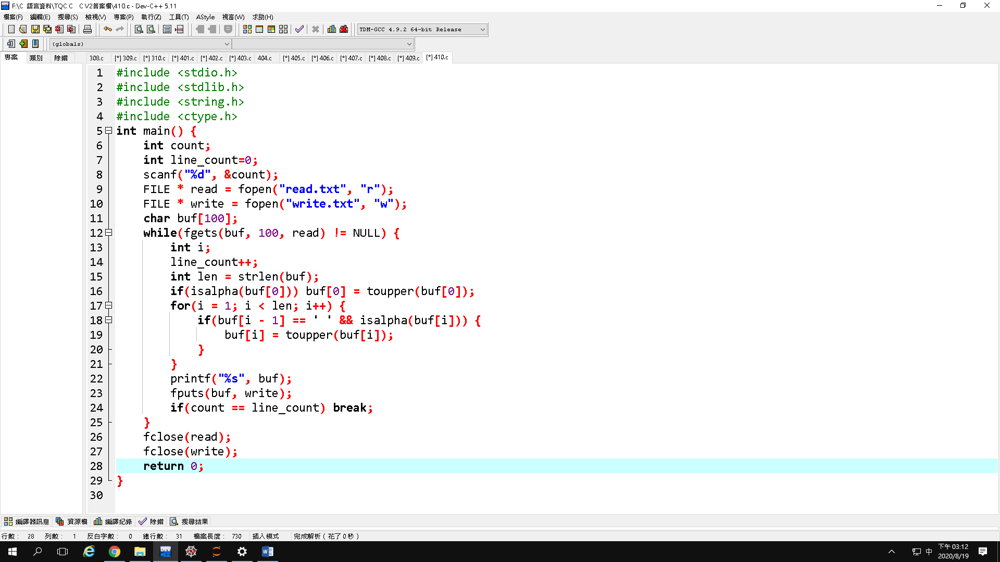 F:\C 語言資料\TQC C    C V2答案檔\410.c - Dev-C++ 5.11
檔案(F) 編輯(E) 搜尋(S) 檢視(V) 專案(P) 執行(Z) 工具(T) AStyle 視窗(W) 求助(H)
TDM-GCC 4.9.2 64-bit Release
(globals)
專案 類別 除錯 308.c [*] 309.c [*] 310.c [*] 401.c [*] 402.c [*] 403.c 404.c [*] 405.c [*] 406.c [*] 407.c [*] 408.c [*] 409.c [*] 410.c
1 #include <stdio.h>
2 #include <stdlib.h>
3 #include <string.h>
4 #include <ctype.h>
5 int main() {
6     int count;
7     int line_count=0;
8     scanf("%d", &count);
9     FILE * read = fopen("read.txt", "r");
10     FILE * write = fopen("write.txt", "w");
11     char buf[100];
12     while(fgets(buf, 100, read) != NULL) {
13         int i;
14         line_count++;
15         int len = strlen(buf);
16         if(isalpha(buf[0])) buf[0] = toupper(buf[0]);
17         for(i = 1; i < len; i++) {
18             if(buf[i - 1] == ' ' && isalpha(buf[i])) {
19                 buf[i] = toupper(buf[i]);
20             }
21         }
22         printf("%s", buf);
23         fputs(buf, write);
24         if(count == line_count) break;
25     }
26     fclose(read);
27     fclose(write);
28     return 0;
29 }
30
編譯器訊息 資源檔 編譯紀錄 除錯 搜尋結果
行數： 28 列數： 1 反白字數： 0 總行數： 31 檔案長度： 730 插入模式 完成解析 ( 花了 0 秒 )
DEV
中
下午 03:12
2020/8/19